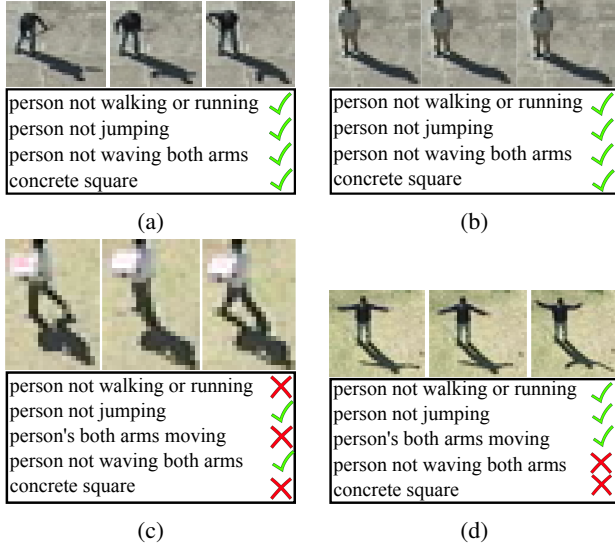 person not walking or running
person not jumping
person not waving both arms
concrete square
(a)
person not walking or running
person not jumping
person not waving both arms
concrete square
(b)
person not walking or running
person not jumping
person's both arms moving
person not waving both arms
concrete square
(c)
person not walking or running
person not jumping
person's both arms moving
person not waving both arms
concrete square
(d)